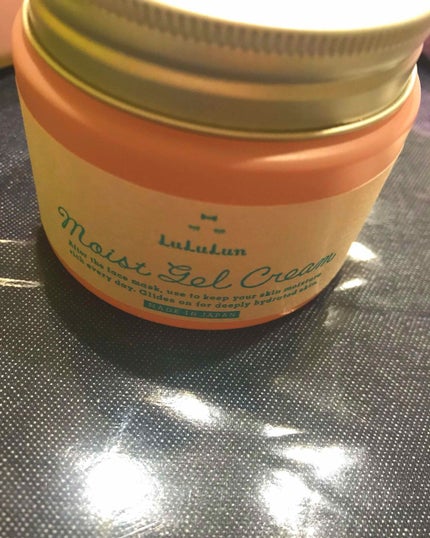 LuLuLun
Moist Gel Cream
After the face mask, use to keep your skin moisture
rich every day. Glides on for deeply hydrated skin.
MADE IN JAPAN